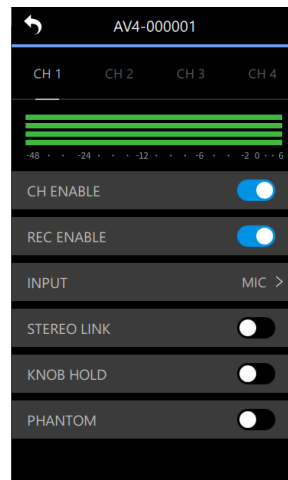 AV4-000001
CH 1 CH 2 CH 3 CH 4
-48 · · -24 · · · -12 · · · · -6 · · -2 0 · · 6
CH ENABLE
REC ENABLE
INPUT MIC >
STEREO LINK
KNOB HOLD
PHANTOM